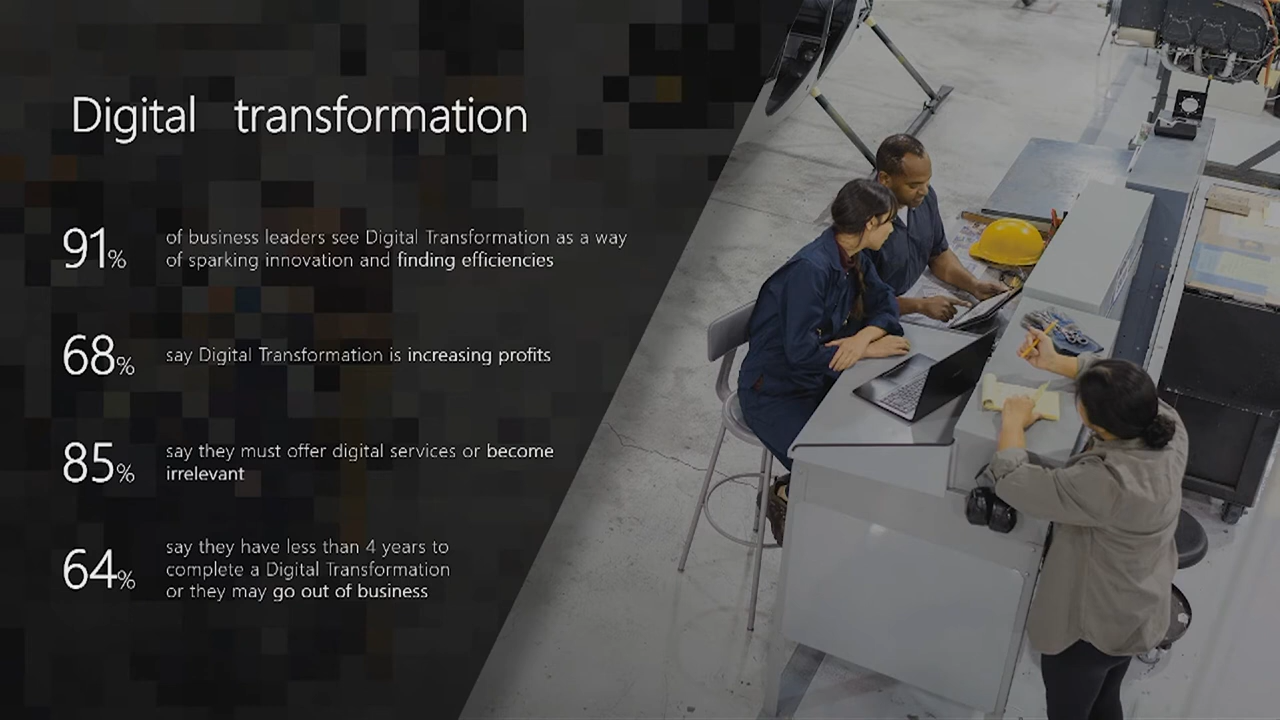 Digital transformation
91%
of business leaders see Digital Transformation as a way
of sparking innovation and finding efficiencies
68%
say Digital Transformation is increasing profits
85%
say they must offer digital services or become
irrelevant
64%
say they have less than 4 years to
complete a Digital Transformation
or they may go out of business